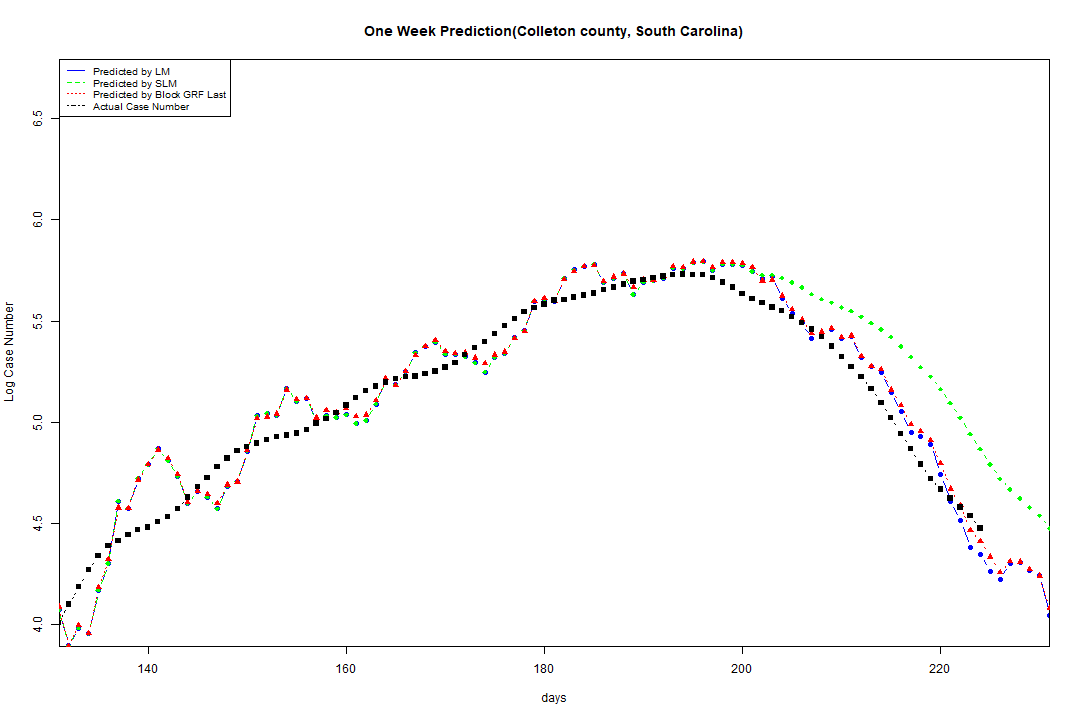 One Week Prediction(Colleton county, South Carolina)
Predicted by LM
Predicted by SLM
Predicted by Block GRF Last
Actual Case Number
6.5
6.0
5.5
5.0
4.5
4.0
Log Case Number
140 160 180 200 220
days